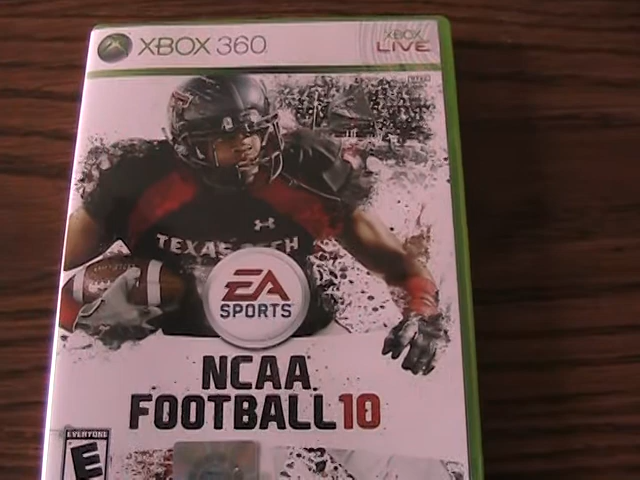 XBOX 360
XBOX
LIVE
TEXAS TECH
EA
SPORTS
NCAA
FOOTBALL 10
EVERYONE
E